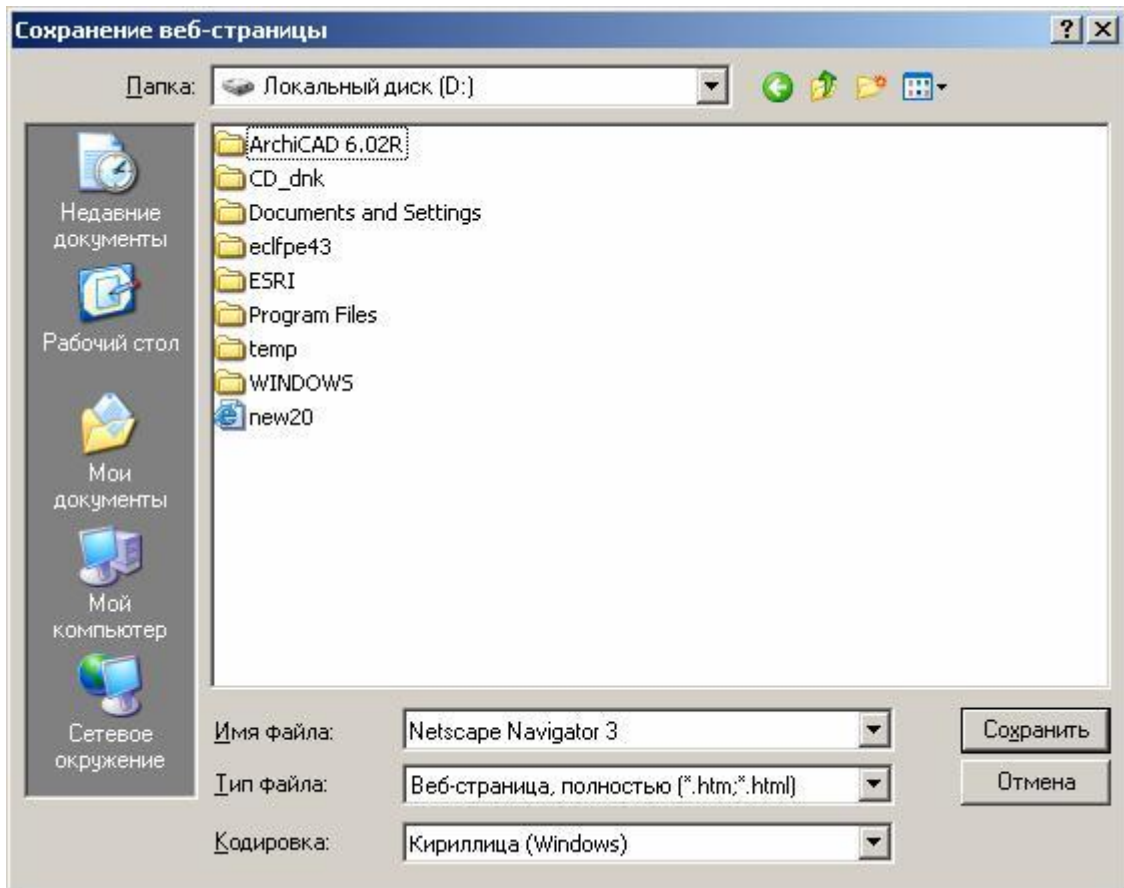 Сохранение веб-страницы
Папка: Локальный диск (D:)
Недавние
документы
Рабочий стол
Мои
документы
Мой
компьютер
Сетевое
окружение
ArchiCAD 6.02R
CD_dnk
Documents and Settings
eclfpe43
ESRI
Program Files
temp
WINDOWS
new20
Имя файла: Netscape Navigator 3 Сохранить
Тип файла: Веб-страница, полностью (*.htm;*.html) Отмена
Кодировка: Кириллица (Windows)